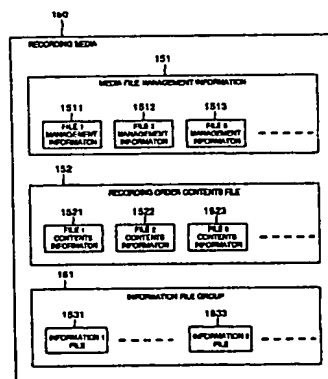 150
RECORDING MEDIA
151
MEDIA FILE MANAGEMENT INFORMATION
1511 1512 1513
FILE 1 MANAGEMENT INFORMATION
FILE 2 MANAGEMENT INFORMATION
FILE 3 MANAGEMENT INFORMATION
152
RECORDING ORDER CONTENTS FILE
1521 1522 1523
FILE 1 CONTENTS INFORMATION
FILE 2 CONTENTS INFORMATION
FILE 3 CONTENTS INFORMATION
161
INFORMATION FILE GROUP
1531 1533
INFORMATION 1 FILE
INFORMATION 3 FILE